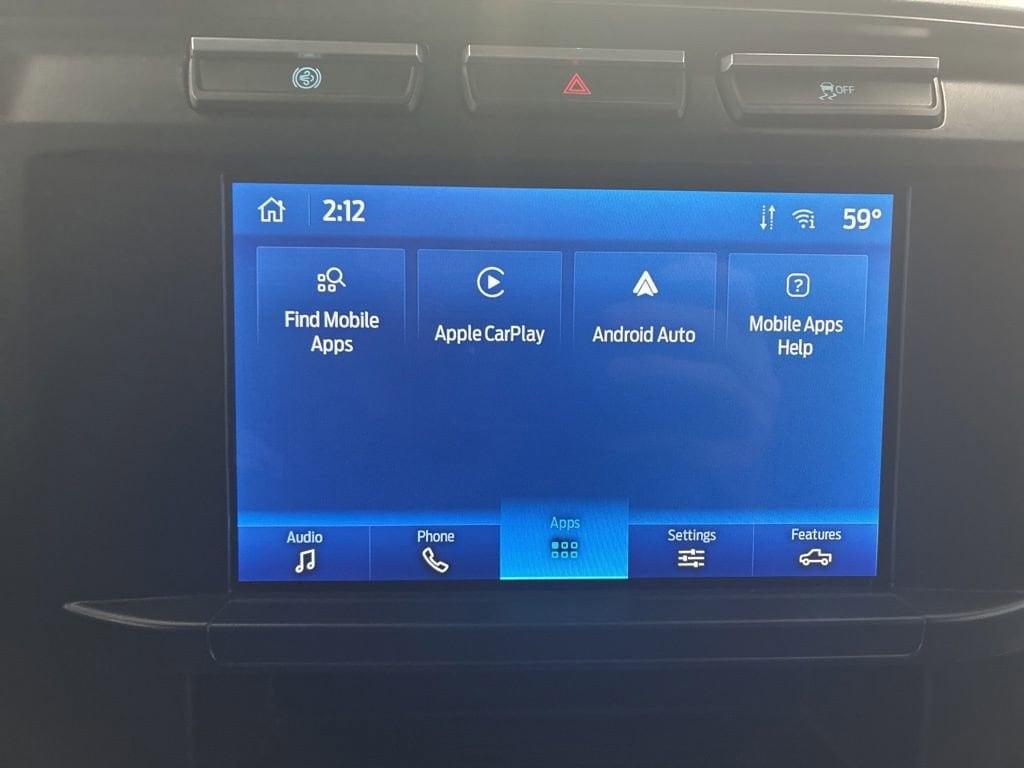 OFF
2:12
59°
Find Mobile
Apps
Apple CarPlay
Android Auto
Mobile Apps
Help
Audio
Phone
Apps
Settings
Features